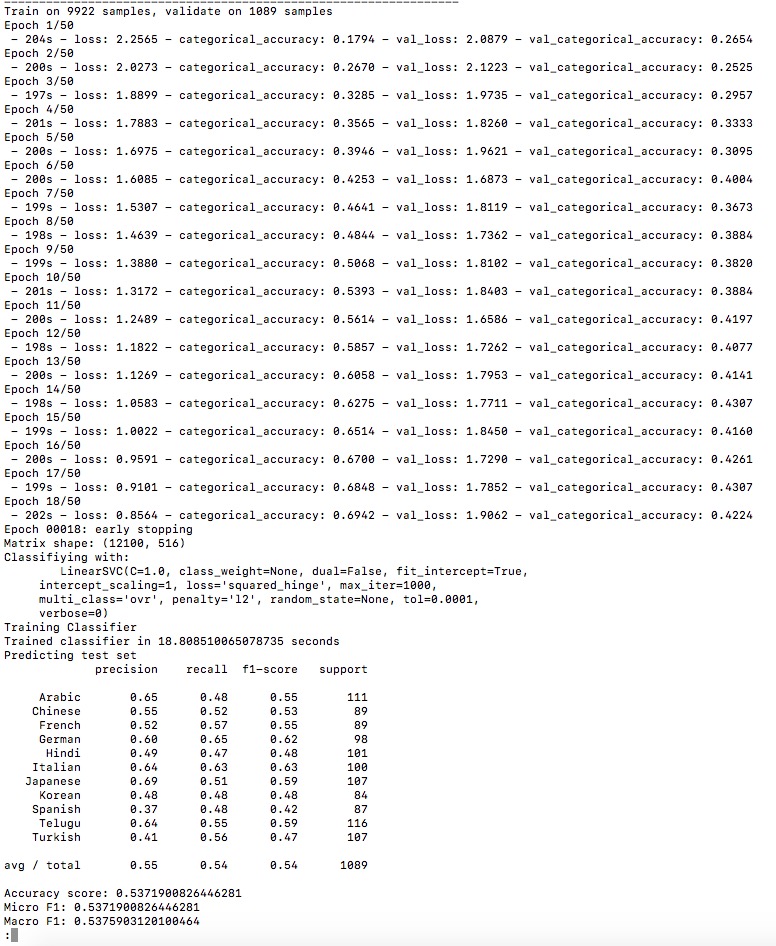 Train on 9922 samples, validate on 1089 samples
Epoch 1/50
 - 204s - loss: 2.2565 - categorical_accuracy: 0.1794 - val_loss: 2.0879 - val_categorical_accuracy: 0.2654
Epoch 2/50
 - 200s - loss: 2.0273 - categorical_accuracy: 0.2670 - val_loss: 2.1223 - val_categorical_accuracy: 0.2525
Epoch 3/50
 - 197s - loss: 1.8899 - categorical_accuracy: 0.3285 - val_loss: 1.9735 - val_categorical_accuracy: 0.2957
Epoch 4/50
 - 201s - loss: 1.7883 - categorical_accuracy: 0.3565 - val_loss: 1.8260 - val_categorical_accuracy: 0.3333
Epoch 5/50
 - 200s - loss: 1.6975 - categorical_accuracy: 0.3946 - val_loss: 1.9621 - val_categorical_accuracy: 0.3095
Epoch 6/50
 - 200s - loss: 1.6085 - categorical_accuracy: 0.4253 - val_loss: 1.6873 - val_categorical_accuracy: 0.4004
Epoch 7/50
 - 199s - loss: 1.5307 - categorical_accuracy: 0.4641 - val_loss: 1.8119 - val_categorical_accuracy: 0.3673
Epoch 8/50
 - 198s - loss: 1.4639 - categorical_accuracy: 0.4844 - val_loss: 1.7362 - val_categorical_accuracy: 0.3884
Epoch 9/50
 - 199s - loss: 1.3880 - categorical_accuracy: 0.5068 - val_loss: 1.8102 - val_categorical_accuracy: 0.3820
Epoch 10/50
 - 201s - loss: 1.3172 - categorical_accuracy: 0.5393 - val_loss: 1.8403 - val_categorical_accuracy: 0.3884
Epoch 11/50
 - 200s - loss: 1.2489 - categorical_accuracy: 0.5614 - val_loss: 1.6586 - val_categorical_accuracy: 0.4197
Epoch 12/50
 - 198s - loss: 1.1822 - categorical_accuracy: 0.5857 - val_loss: 1.7262 - val_categorical_accuracy: 0.4077
Epoch 13/50
 - 200s - loss: 1.1269 - categorical_accuracy: 0.6058 - val_loss: 1.7953 - val_categorical_accuracy: 0.4141
Epoch 14/50
 - 198s - loss: 1.0583 - categorical_accuracy: 0.6275 - val_loss: 1.7711 - val_categorical_accuracy: 0.4307
Epoch 15/50
 - 199s - loss: 1.0022 - categorical_accuracy: 0.6514 - val_loss: 1.8450 - val_categorical_accuracy: 0.4160
Epoch 16/50
 - 200s - loss: 0.9591 - categorical_accuracy: 0.6700 - val_loss: 1.7290 - val_categorical_accuracy: 0.4261
Epoch 17/50
 - 199s - loss: 0.9101 - categorical_accuracy: 0.6848 - val_loss: 1.7852 - val_categorical_accuracy: 0.4307
Epoch 18/50
 - 202s - loss: 0.8564 - categorical_accuracy: 0.6942 - val_loss: 1.9062 - val_categorical_accuracy: 0.4224
Epoch 00018: early stopping
Matrix shape: (12100, 516)
Classifiying with:
        LinearSVC(C=1.0, class_weight=None, dual=False, fit_intercept=True,
     intercept_scaling=1, loss='squared_hinge', max_iter=1000,
     multi_class='ovr', penalty='l2', random_state=None, tol=0.0001,
     verbose=0)
Training Classifier
Trained classifier in 18.808510065078735 seconds
Predicting test set
             precision    recall  f1-score   support

     Arabic       0.65      0.48      0.55       111
    Chinese       0.55      0.52      0.53        89
     French       0.52      0.57      0.55        89
     German       0.60      0.65      0.62        98
      Hindi       0.49      0.47      0.48       101
    Italian       0.64      0.63      0.63       100
   Japanese       0.69      0.51      0.59       107
     Korean       0.48      0.48      0.48        84
    Spanish       0.37      0.48      0.42        87
     Telugu       0.64      0.55      0.59       116
    Turkish       0.41      0.56      0.47       107

avg / total       0.55      0.54      0.54      1089

Accuracy score: 0.5371900826446281
Micro F1: 0.5371900826446281
Macro F1: 0.5375903120100464
: